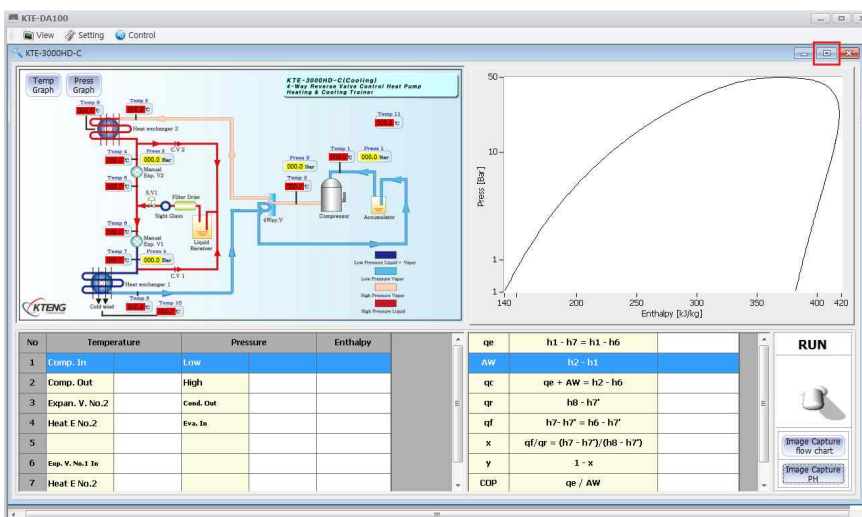 KTE-DA100
View Setting Control
KTE-3000HD-C
Temp Graph
Press Graph
KTE-3000HD-C(Cooling)
4-Way Reverse Valve Control Heat Pump
Heating & Cooling Trainer
Temp 9
Temp 3
Temp 11
000.0 ℃
Heat exchanger 2
C.V 2
Temp 4
Press 3
000.0 Bar
Manual
Exp. V2
Temp 5
S.V1
Filter Drier
Sight Glass
Temp 6
Manual
Exp. V1
Liquid
Receiver
Temp 7
Press 4
000.0 Bar
C.V 1
Heat exchanger 1
Temp 8
Temp 10
Cold wind
Press 2
000.0 Bar
Temp 1
Press 1
000.0 Bar
Temp 2
4Way.V
Compressor
Accumulator
Low Pressure Liquid + Vapor
Low Pressure Vapor
High Pressure Vapor
High Pressure Liquid
KTENG
Press [Bar]
50
10
1
1
140 200 250 300 350 400 420
Enthalpy [kJ/kg]
No Temperature Pressure Enthalpy
1 Comp. In Low
2 Comp. Out High
3 Expan. V. No.2 Cond. Out
4 Heat E No.2 Eva. In
5
6 Exp. V. No.1 In
7 Heat E No.2
qe h1 - h7 = h1 - h6
AW h2 - h1
qc qe + AW = h2 - h6
qr h8 - h7'
qf h7- h7' = h6 - h7'
x qf/qr = (h7 - h7')/(h8 - h7')
y 1 - x
COP qe / AW
RUN
Image Capture
flow chart
Image Capture
PH